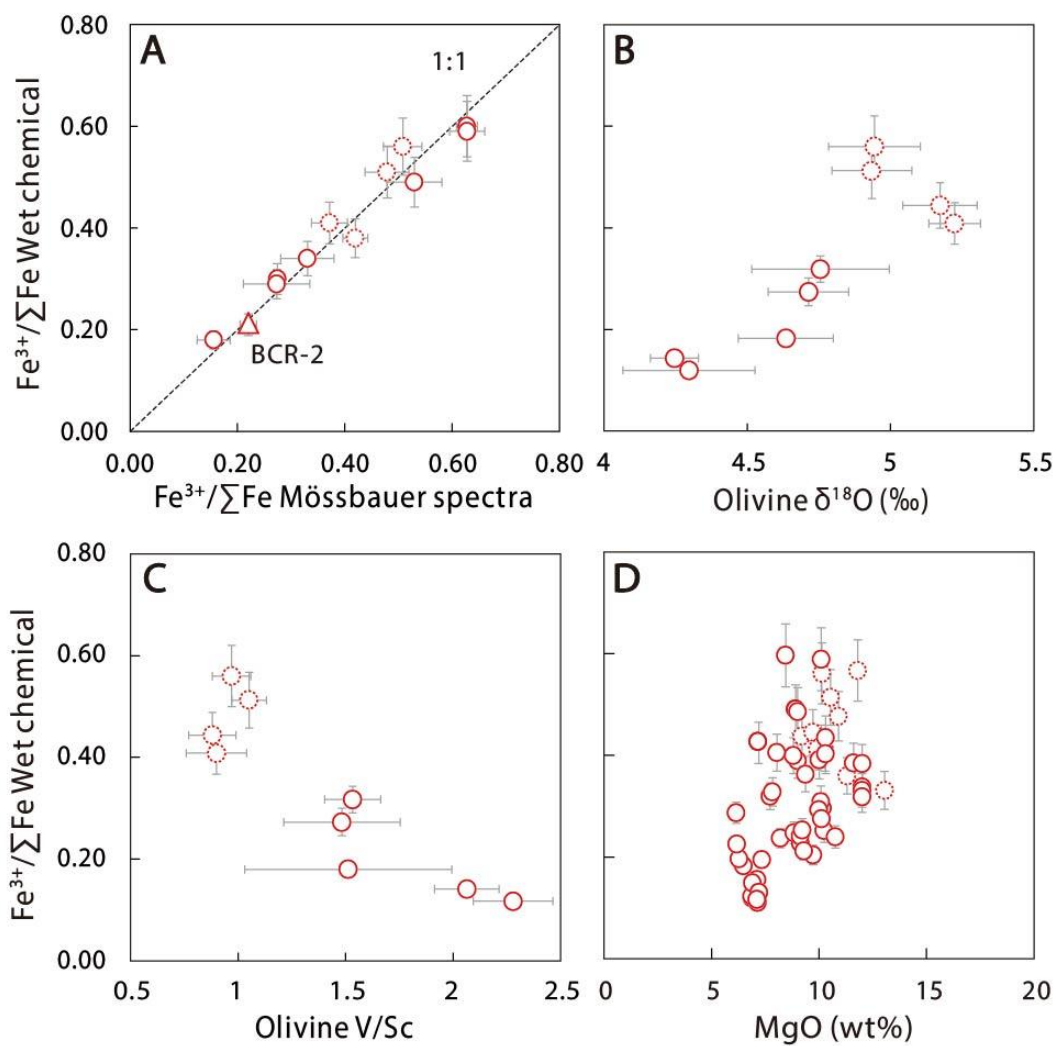 A
1:1
BCR-2
0.80
0.60
0.40
0.20
0.00
Fe³⁺/∑Fe Wet chemical
0.00 0.20 0.40 0.60 0.80
Fe³⁺/∑Fe Mössbauer spectra
B
4 4.5 5 5.5
Olivine δ¹⁸O (‰)
C
0.80
0.60
0.40
0.20
0.00
Fe³⁺/∑Fe Wet chemical
0.5 1 1.5 2 2.5
Olivine V/Sc
D
0 5 10 15 20
MgO (wt%)